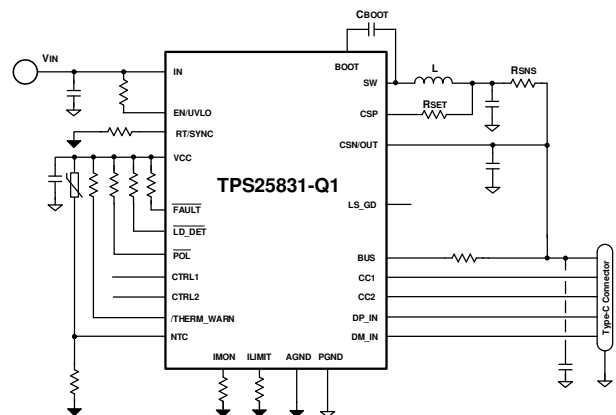 CBOOT
VIN
BOOT
IN
SW
L
RSNS
EN/UVLO
CSP
RSET
RT/SYNC
CSN/OUT
VCC
TPS25831-Q1
FAULT
LS_GD
LD_DET
POL
BUS
CTRL1
CC1
CTRL2
CC2
/THERM_WARN
DP_IN
NTC
DM_IN
Type-C Connector
IMON
ILIMIT
AGND
PGND